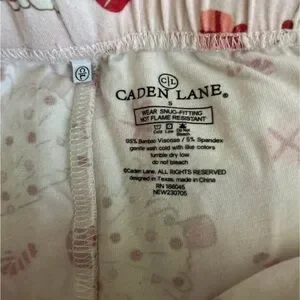 CL
CADEN LANE®
S
WEAR SNUG-FITTING
NOT FLAME RESISTANT
95% Bamboo Viscose / 5% Spandex
gentle wash cold with like colors
tumble dry low
do not bleach
©Caden Lane. ALL RIGHTS RESERVED
designed in Texas, made in China
RN 166045
NEW230705